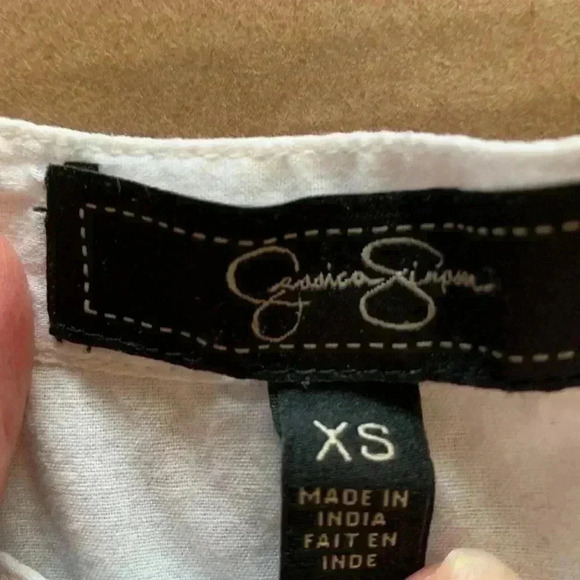 Jessica Simpson
XS
MADE IN
INDIA
FAIT EN
INDE